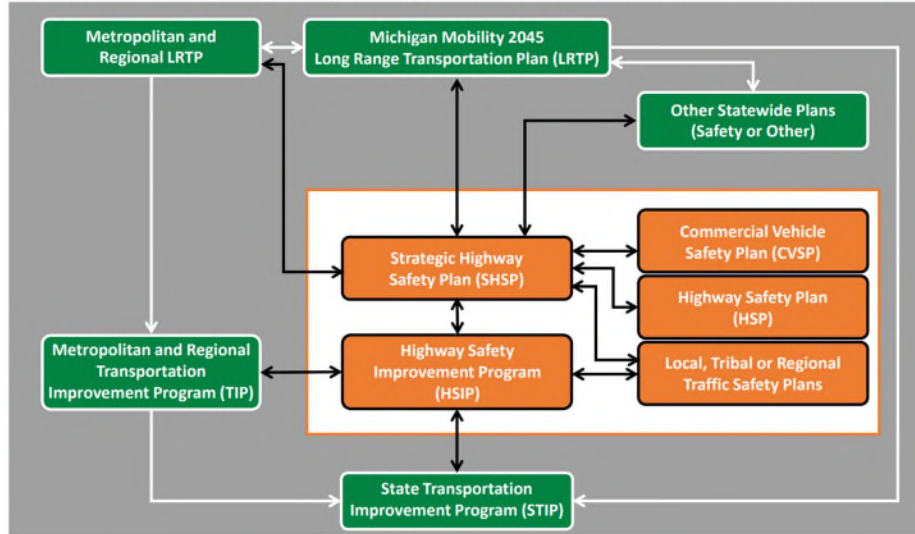 Metropolitan and
Regional LRTP
Michigan Mobility 2045
Long Range Transportation Plan (LRTP)
Other Statewide Plans
(Safety or Other)
Strategic Highway
Safety Plan (SHSP)
Commercial Vehicle
Safety Plan (CVSP)
Highway Safety Plan
(HSP)
Metropolitan and Regional
Transportation
Improvement Program (TIP)
Highway Safety
Improvement Program
(HSIP)
Local, Tribal or Regional
Traffic Safety Plans
State Transportation
Improvement Program (STIP)